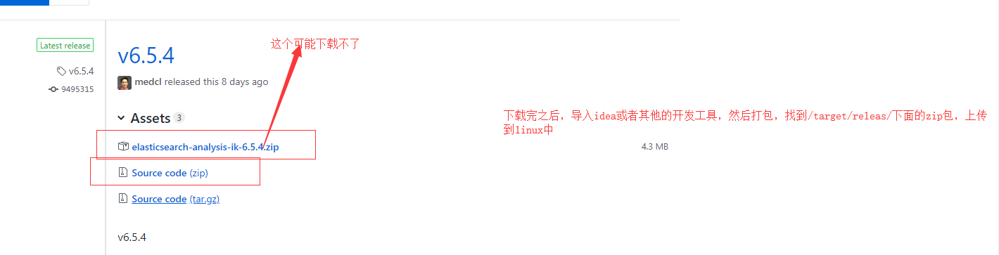 Latest release
v6.5.4
9495315
v6.5.4
这个可能下载不了
medcl released this 8 days ago
Assets 3
elasticsearch-analysis-ik-6.5.4.zip
4.3 MB
Source code (zip)
Source code (tar.gz)
v6.5.4
下载完之后，导入idea或者其他的开发工具，然后打包，找到/target/releas/下面的zip包，上传
到linux中